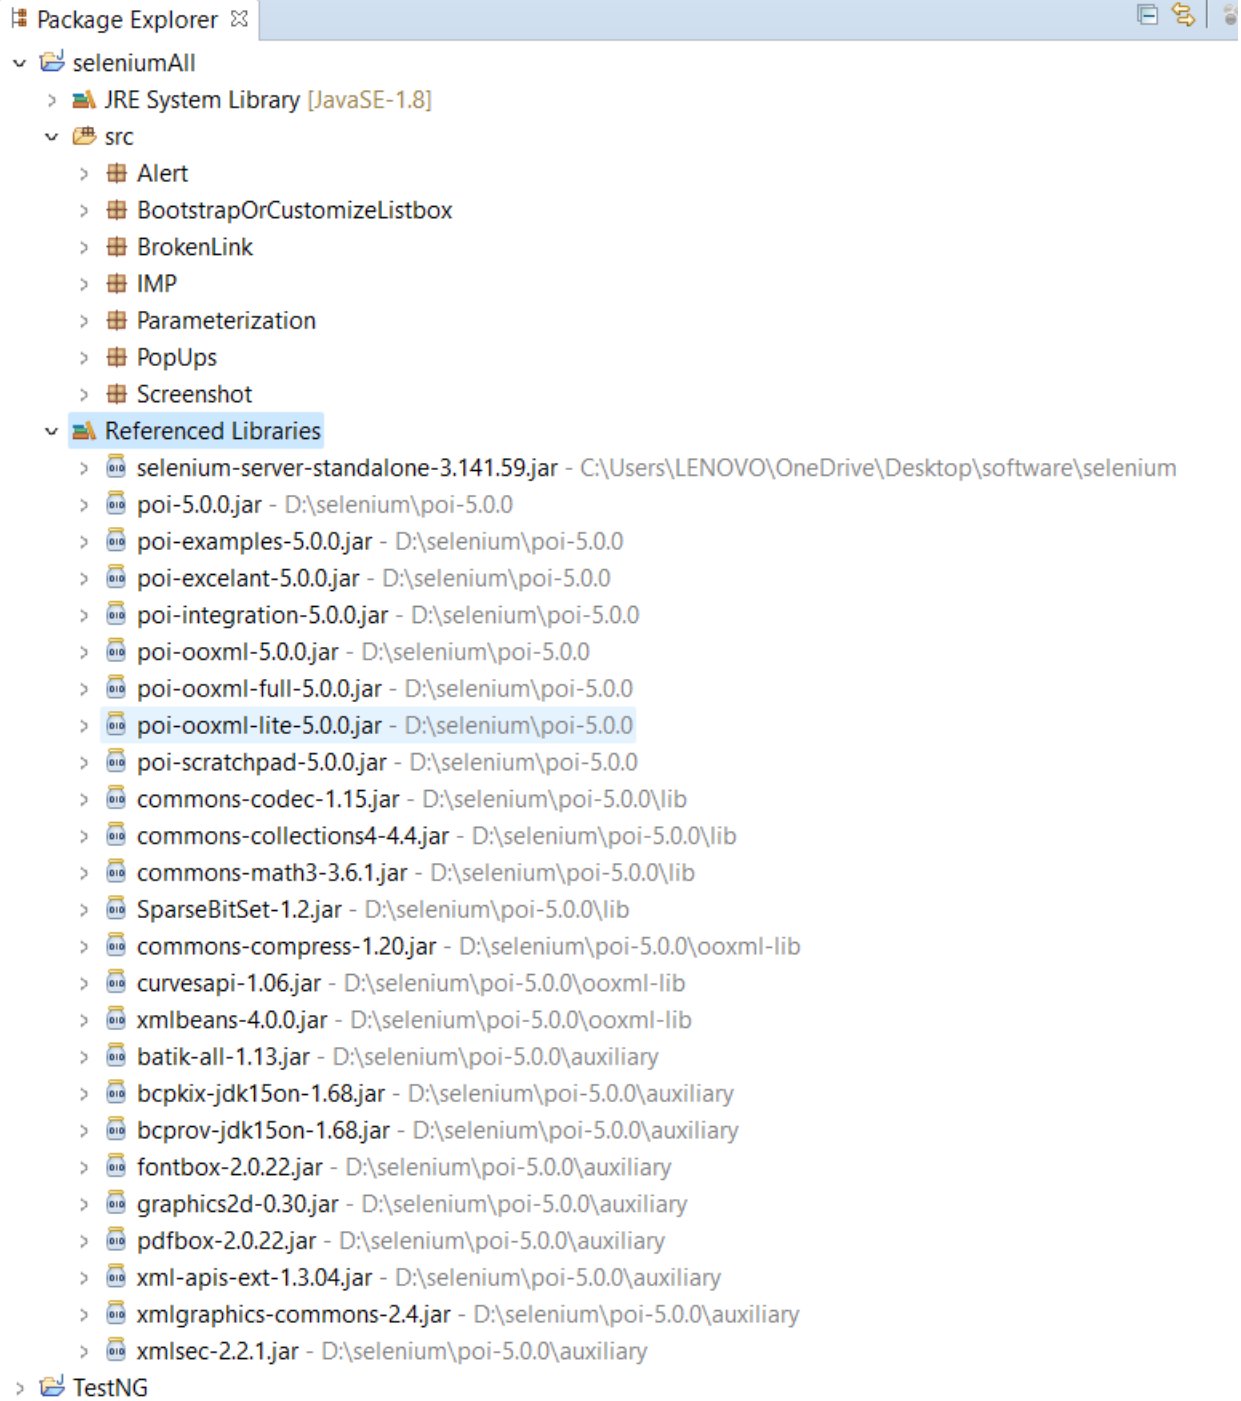 Package Explorer
seleniumAll
JRE System Library [JavaSE-1.8]
src
Alert
BootstrapOrCustomizeListbox
BrokenLink
IMP
Parameterization
PopUps
Screenshot
Referenced Libraries
selenium-server-standalone-3.141.59.jar - C:\Users\LENOVO\OneDrive\Desktop\software\selenium
poi-5.0.0.jar - D:\selenium\poi-5.0.0
poi-examples-5.0.0.jar - D:\selenium\poi-5.0.0
poi-excelant-5.0.0.jar - D:\selenium\poi-5.0.0
poi-integration-5.0.0.jar - D:\selenium\poi-5.0.0
poi-ooxml-5.0.0.jar - D:\selenium\poi-5.0.0
poi-ooxml-full-5.0.0.jar - D:\selenium\poi-5.0.0
poi-ooxml-lite-5.0.0.jar - D:\selenium\poi-5.0.0
poi-scratchpad-5.0.0.jar - D:\selenium\poi-5.0.0
commons-codec-1.15.jar - D:\selenium\poi-5.0.0\lib
commons-collections4-4.4.jar - D:\selenium\poi-5.0.0\lib
commons-math3-3.6.1.jar - D:\selenium\poi-5.0.0\lib
SparseBitSet-1.2.jar - D:\selenium\poi-5.0.0\lib
commons-compress-1.20.jar - D:\selenium\poi-5.0.0\ooxml-lib
curvesapi-1.06.jar - D:\selenium\poi-5.0.0\ooxml-lib
xmlbeans-4.0.0.jar - D:\selenium\poi-5.0.0\ooxml-lib
batik-all-1.13.jar - D:\selenium\poi-5.0.0\auxiliary
bcpkix-jdk15on-1.68.jar - D:\selenium\poi-5.0.0\auxiliary
bcprov-jdk15on-1.68.jar - D:\selenium\poi-5.0.0\auxiliary
fontbox-2.0.22.jar - D:\selenium\poi-5.0.0\auxiliary
graphics2d-0.30.jar - D:\selenium\poi-5.0.0\auxiliary
pdfbox-2.0.22.jar - D:\selenium\poi-5.0.0\auxiliary
xml-apis-ext-1.3.04.jar - D:\selenium\poi-5.0.0\auxiliary
xmlgraphics-commons-2.4.jar - D:\selenium\poi-5.0.0\auxiliary
xmlsec-2.2.1.jar - D:\selenium\poi-5.0.0\auxiliary
TestNG